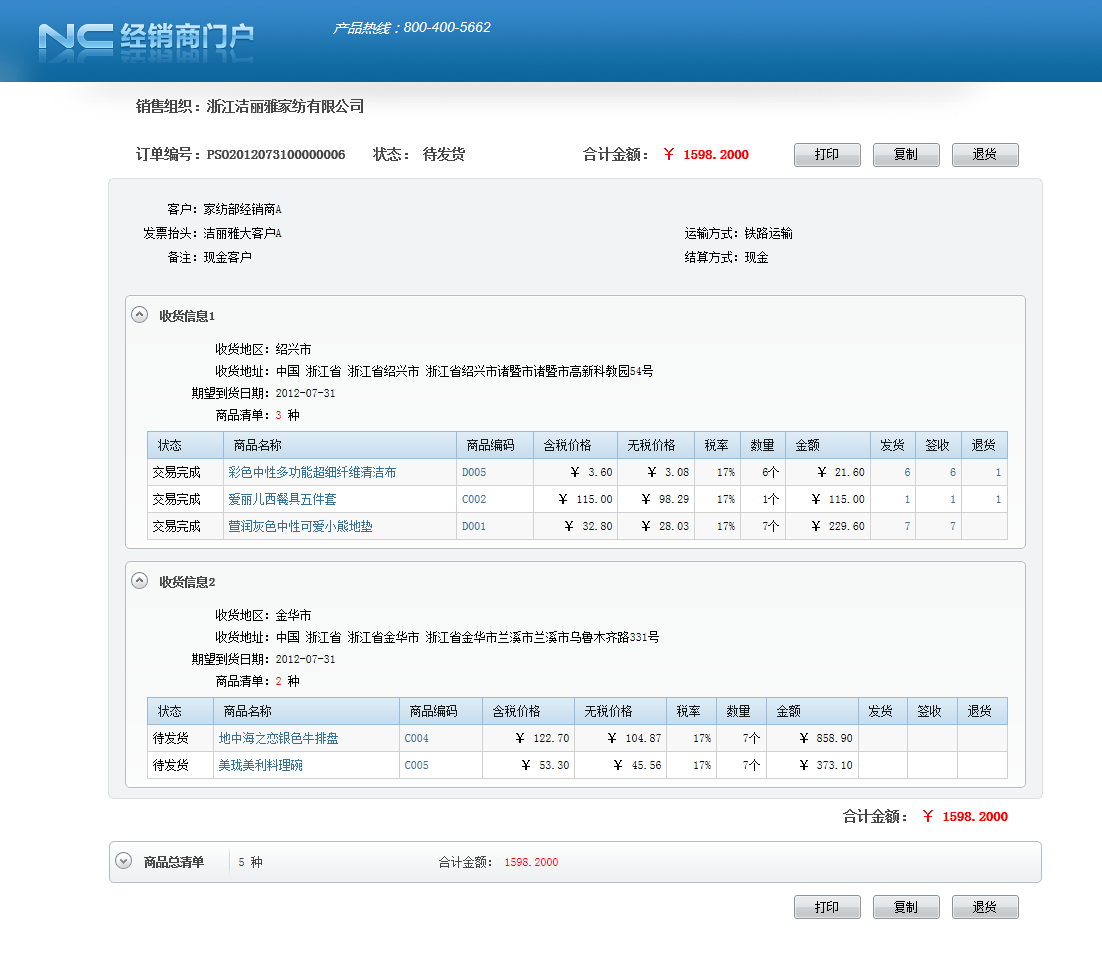 NC 经销商门户 产品热线：800-400-5662
销售组织：浙江洁丽雅家纺有限公司
订单编号：PSO2012073100000006 状态： 待发货 合计金额： ￥ 1598.2000 打印 复制 退货
客户：家纺部经销商A
发票抬头：洁丽雅大客户A 运输方式：铁路运输
备注：现金客户 结算方式：现金
收货信息1
收货地区：绍兴市
收货地址：中国 浙江省 浙江省绍兴市 浙江省绍兴市诸暨市诸暨市高新科教园54号
期望到货日期：2012-07-31
商品清单：3 种
状态 商品名称 商品编码 含税价格 无税价格 税率 数量 金额 发货 签收 退货
交易完成 彩色中性多功能超细纤维清洁布 D005 ￥ 3.60 ￥ 3.08 17% 6个 ￥ 21.60 6 6 1
交易完成 爱丽儿西餐具五件套 C002 ￥ 115.00 ￥ 98.29 17% 1个 ￥ 115.00 1 1 1
交易完成 萱润灰色中性可爱小熊地垫 D001 ￥ 32.80 ￥ 28.03 17% 7个 ￥ 229.60 7 7
收货信息2
收货地区：金华市
收货地址：中国 浙江省 浙江省金华市 浙江省金华市兰溪市兰溪市乌鲁木齐路331号
期望到货日期：2012-07-31
商品清单：2 种
状态 商品名称 商品编码 含税价格 无税价格 税率 数量 金额 发货 签收 退货
待发货 地中海之恋银色牛排盘 C004 ￥ 122.70 ￥ 104.87 17% 7个 ￥ 858.90
待发货 美珑美利料理碗 C005 ￥ 53.30 ￥ 45.56 17% 7个 ￥ 373.10
合计金额： ￥ 1598.2000
商品总清单 5 种 合计金额： 1598.2000
打印 复制 退货